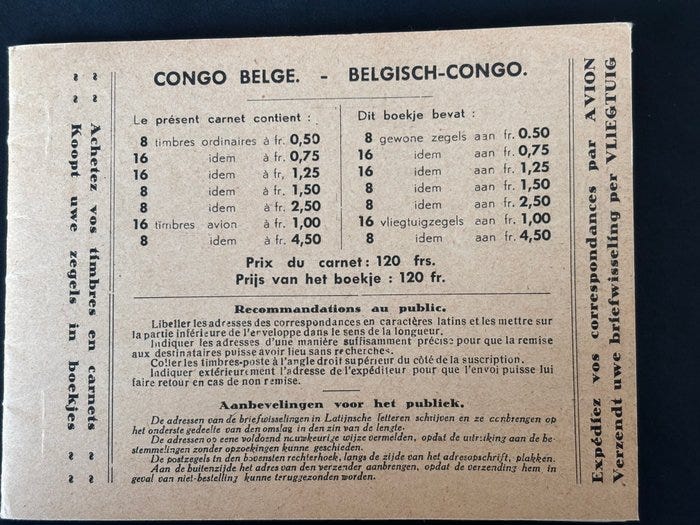 CONGO BELGE. - BELGISCH-CONGO.
Le présent carnet contient :
8 timbres ordinaires à fr. 0,50
16 idem à fr. 0,75
16 idem à fr. 1,25
8 idem à fr. 1,50
8 idem à fr. 2,50
16 timbres avion à fr. 1,00
8 idem à fr. 4,50
Dit boekje bevat :
8 gewone zegels aan fr. 0.50
16 idem aan fr. 0,75
16 idem aan fr. 1,25
8 idem aan fr. 1,50
8 idem aan fr. 2,50
16 vliegtuigzegels aan fr. 1,00
8 idem aan fr. 4,50
Prix du carnet : 120 frs.
Prijs van het boekje : 120 fr.
Recommandations au public.
Libeller les adresses des correspondances en caractères latins et les mettre sur
la partie inférieure de l'enveloppe dans le sens de la longueur.
Indiquer les adresses d'une manière suffisamment précise pour que la remise
aux destinataires puisse avoir lieu sans recherches.
Coller les timbres-poste à l'angle droit supérieur du côté de la suscription.
Indiquer extérieurement l'adresse de l'expéditeur pour que l'envoi puisse lui
faire retour en cas de non remise.
Aanbevelingen voor het publiek.
De adressen van de briefwisselingen in Latijnsche letteren schrijven en ze aanbrengen op
het onderste gedeelte van den omslag in den zin van de lengte.
De adressen op eene voldoend nauwkeurige wijze vermelden, opdat de uitreiking aan de be-
stemmelingen zonder opzoekingen kunne geschieden.
De postzegels in den bovensten rechterhoek, langs de zijde van het adresopschrift, plakken.
Aan de buitenzijde het adres van den verzender aanbrengen, opdat de verzending hem in
geval van niet-bestelling kunne teruggezonden worden.
Achetez vos timbres en carnets
Koopt uwe zegels in boekjes
Expédiez vos correspondances par AVION
Verzendt uwe briefwisseling per VLIEGTUIG